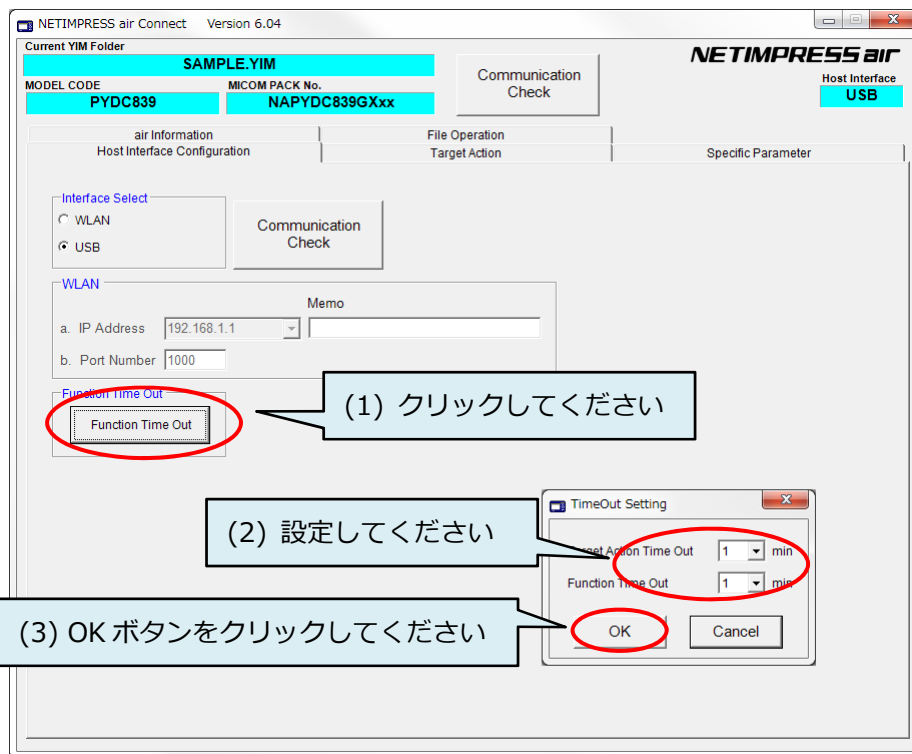 NETIMPRESS air Connect Version 6.04
Current YIM Folder
SAMPLE.YIM
MODEL CODE
MICOM PACK No.
PYDC839
NAPYDC839GXxx
Communication
Check
NETIMPRESS air
Host Interface
USB
air Information
File Operation
Host Interface Configuration
Target Action
Specific Parameter
Interface Select
WLAN
USB
Communication
Check
WLAN
Memo
a. IP Address 192.168.1.1
b. Port Number 1000
Function Time Out
Function Time Out
(1) クリックしてください
(2) 設定してください
TimeOut Setting
Target Action Time Out 1 min
Function Time Out 1 min
(3) OK ボタンをクリックしてください
OK
Cancel